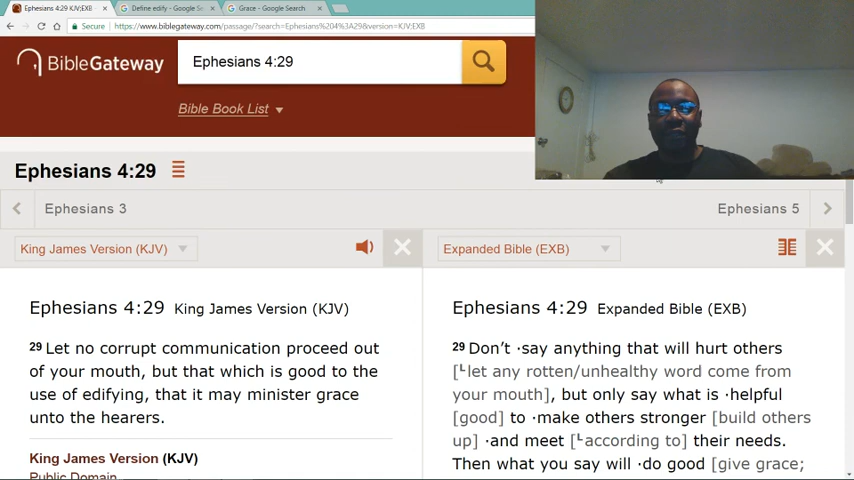 Ephesians 4:29 KJV;EXB
Define edify - Google Se
Grace - Google Search
Secure
https://www.biblegateway.com/passage/?search=Ephesians%204%3A29&version=KJV;EXB
BibleGateway
Ephesians 4:29
Bible Book List
Ephesians 4:29
Ephesians 3
Ephesians 5
King James Version (KJV)
Expanded Bible (EXB)
Ephesians 4:29 King James Version (KJV)
29 Let no corrupt communication proceed out
of your mouth, but that which is good to the
use of edifying, that it may minister grace
unto the hearers.
King James Version (KJV)
Public Domain
Ephesians 4:29 Expanded Bible (EXB)
29 Don’t ·say anything that will hurt others
[Llet any rotten/unhealthy word come from
your mouth], but only say what is ·helpful
[good] to ·make others stronger [build others
up] ·and meet [Laccording to] their needs.
Then what you say will ·do good [give grace;